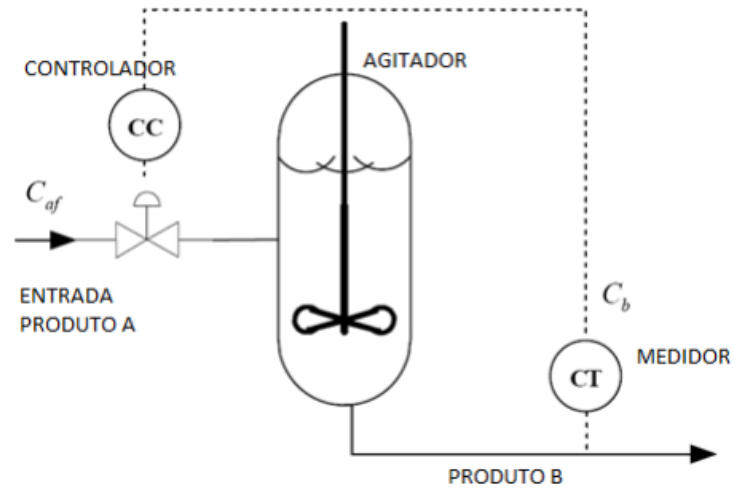 CONTROLADOR
AGITADOR
CC
C_af
ENTRADA
PRODUTO A
C_b
MEDIDOR
CT
PRODUTO B